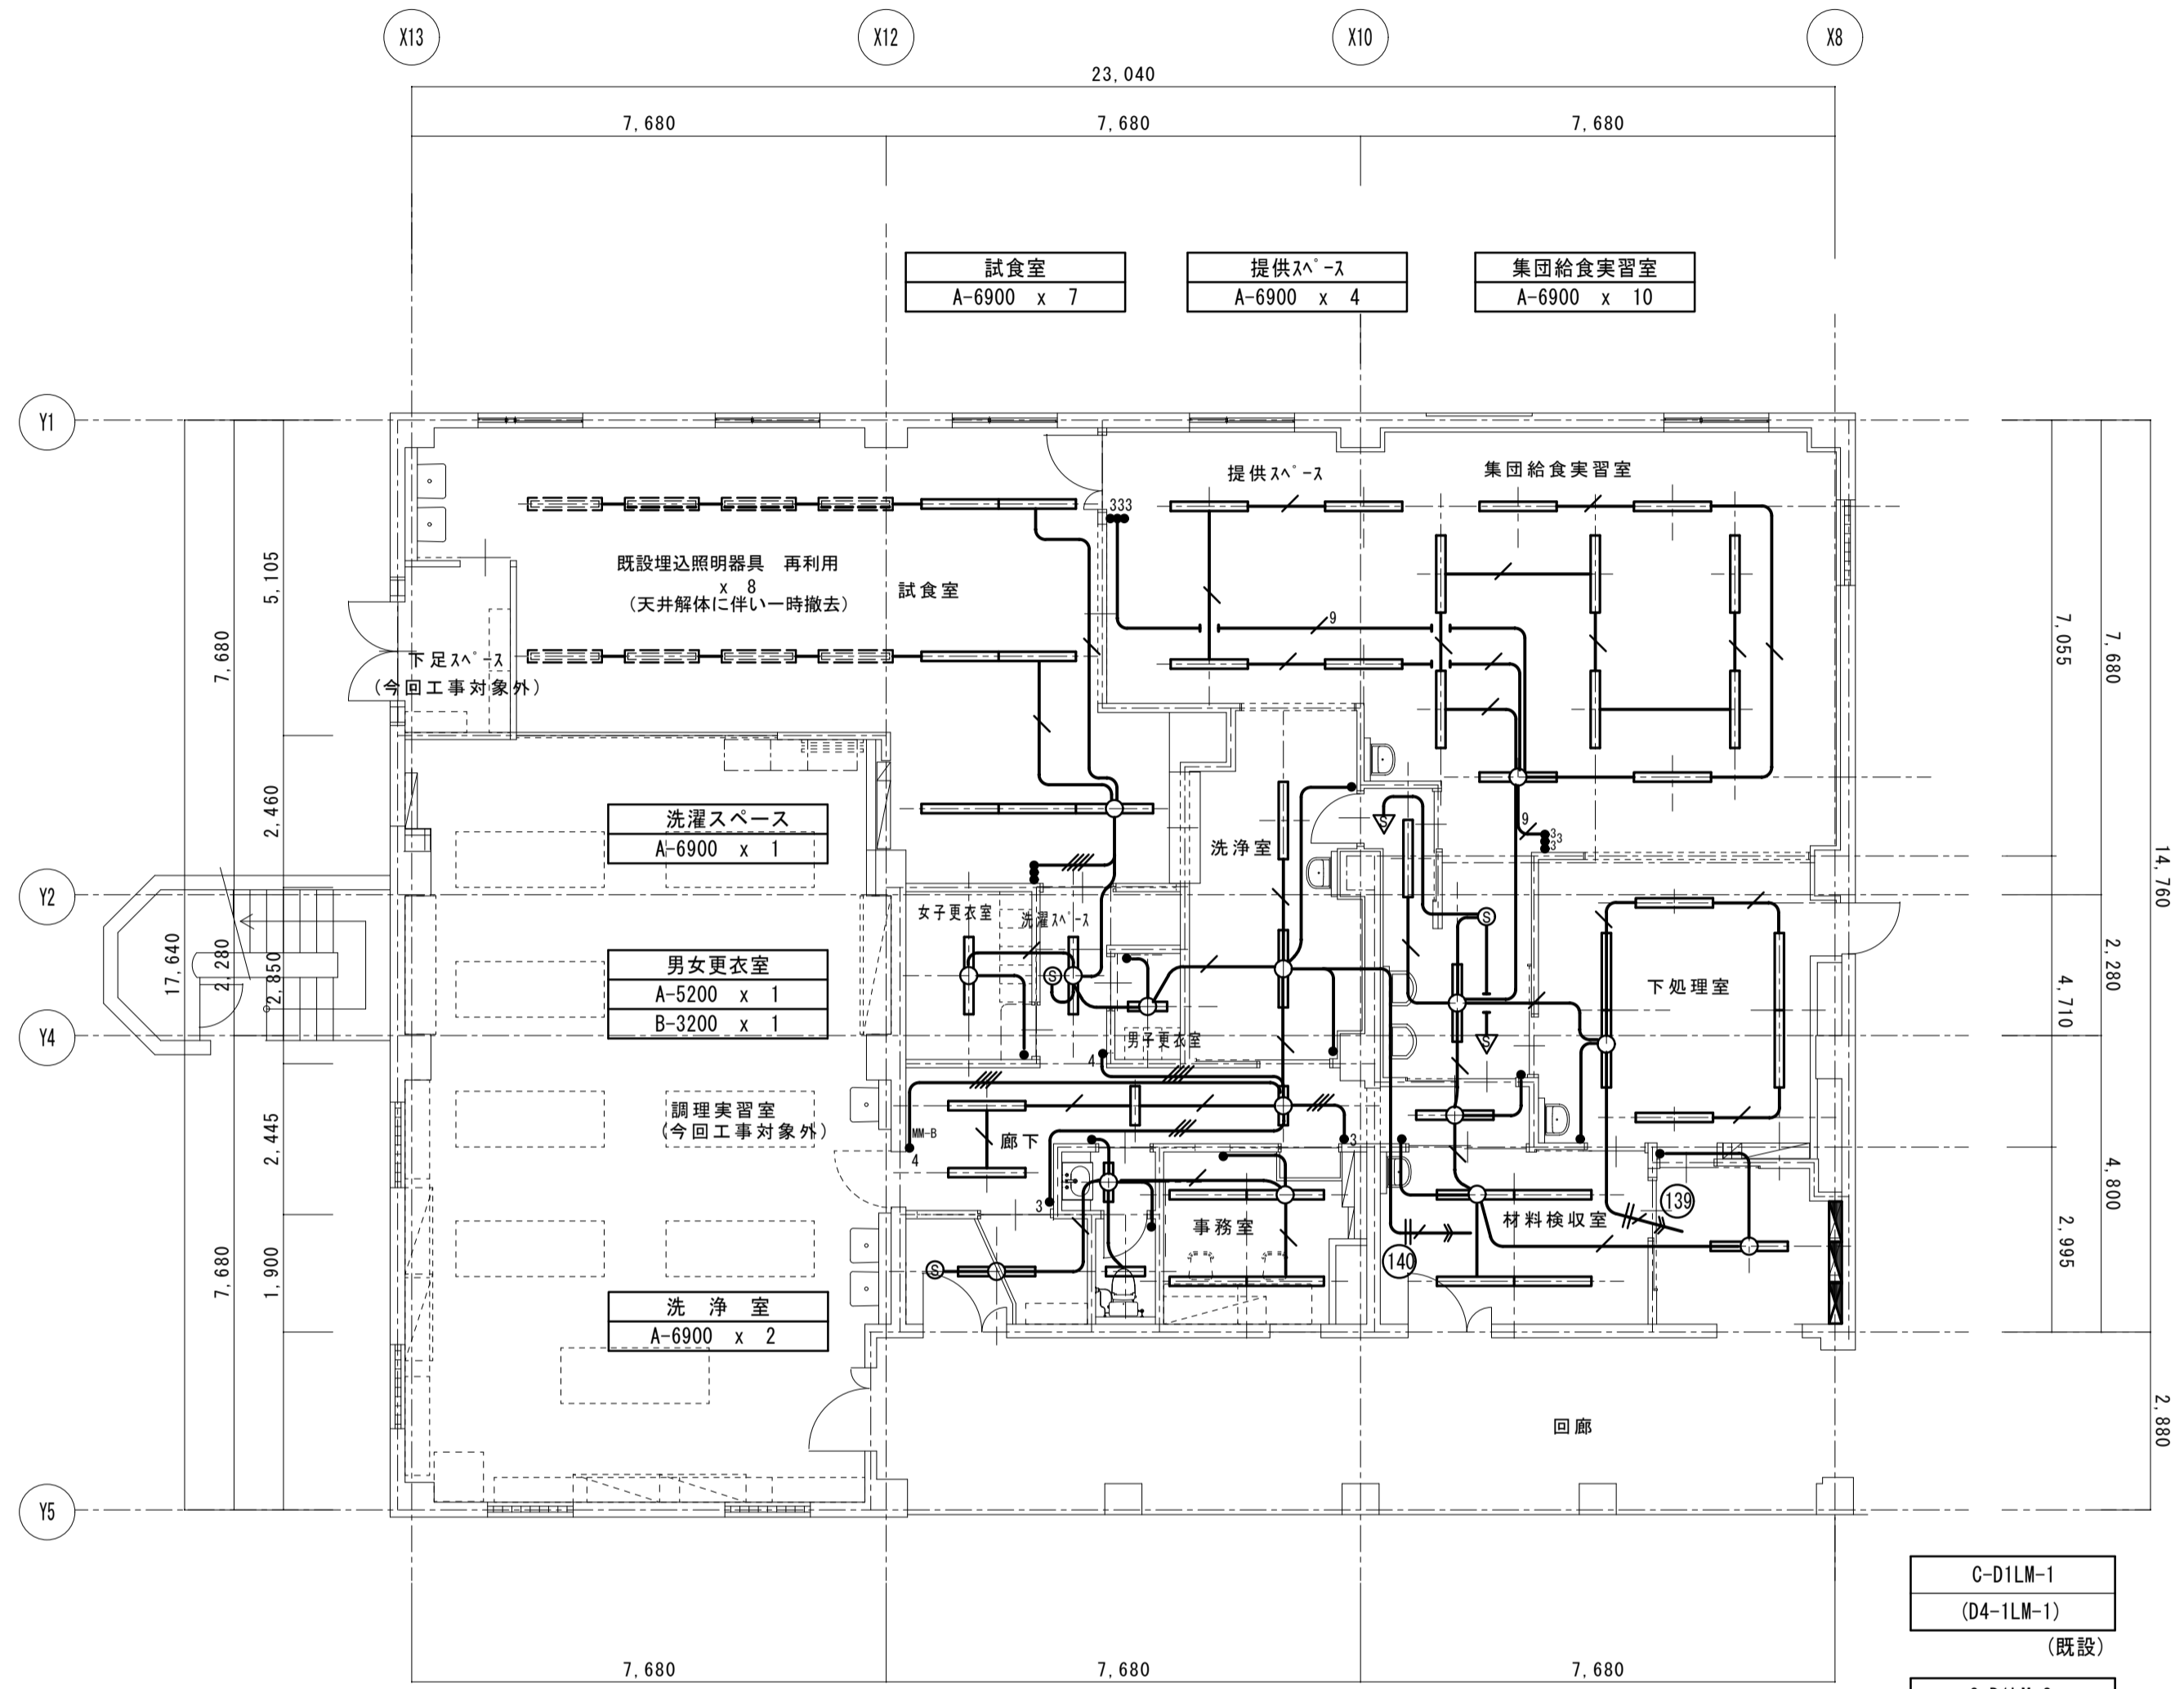 X13
X12
X10
X8
23,040
7,680
7,680
7,680
試食室
A-6900 x 7
提供ｽﾍﾟｰｽ
A-6900 x 4
集団給食実習室
A-6900 x 10
Y1
提供ｽﾍﾟｰｽ
集団給食実習室
333
既設埋込照明器具 再利用
x 8
(天井解体に伴い一時撤去)
試食室
9
下足ｽﾍﾟｰｽ
(今回工事対象外)
5,105
7,680
7,055
7,680
2,460
洗濯スペース
A-6900 x 1
洗浄室
S
9
3
3
3
14,760
Y2
女子更衣室
洗濯ｽﾍﾟｰｽ
S
17,640
2,280
2,850
男女更衣室
A-5200 x 1
B-3200 x 1
S
下処理室
2,280
4,710
Y4
男子更衣室
S
4
調理実習室
(今回工事対象外)
2,445
MM-B
4
廊下
3
3
139
事務室
材料検収室
4,800
2,995
140
S
7,680
1,900
洗 浄 室
A-6900 x 2
回廊
2,880
Y5
C-D1LM-1
(D4-1LM-1)
(既設)
7,680
7,680
7,680